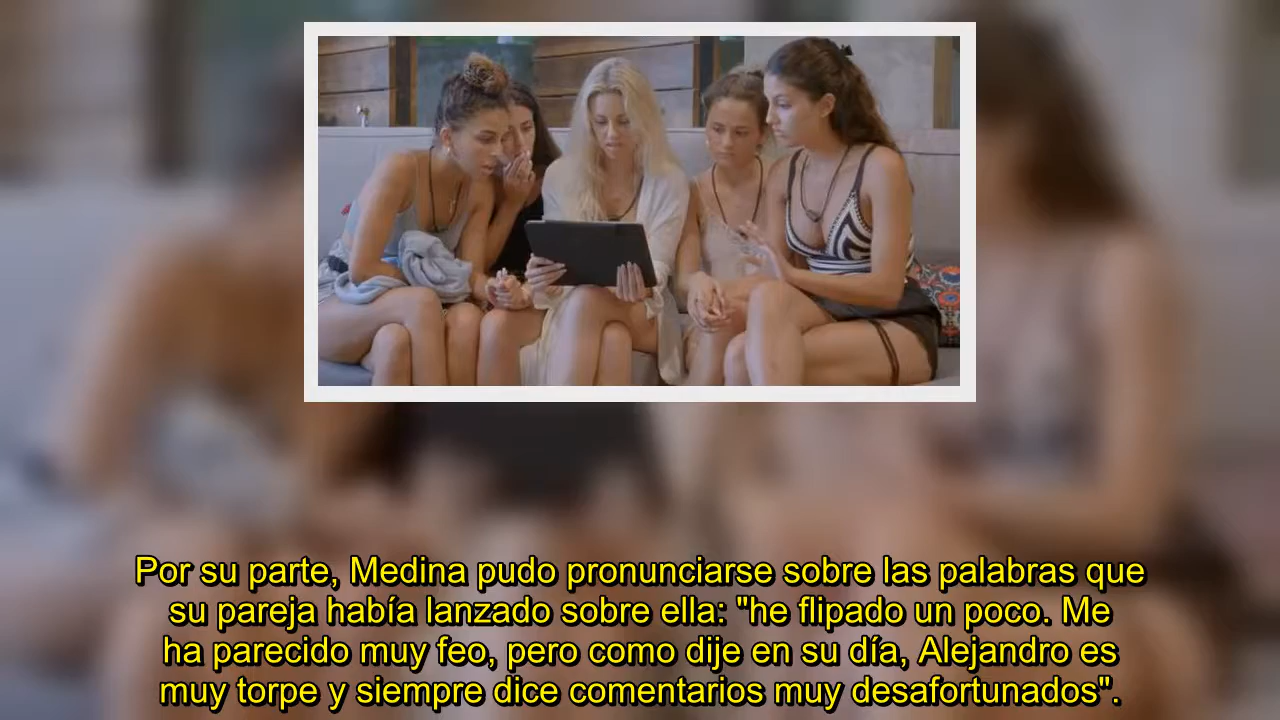 Por su parte, Medina pudo pronunciarse sobre las palabras que
su pareja había lanzado sobre ella: "he flipado un poco. Me
ha parecido muy feo, pero como dije en su día, Alejandro es
muy torpe y siempre dice comentarios muy desafortunados".